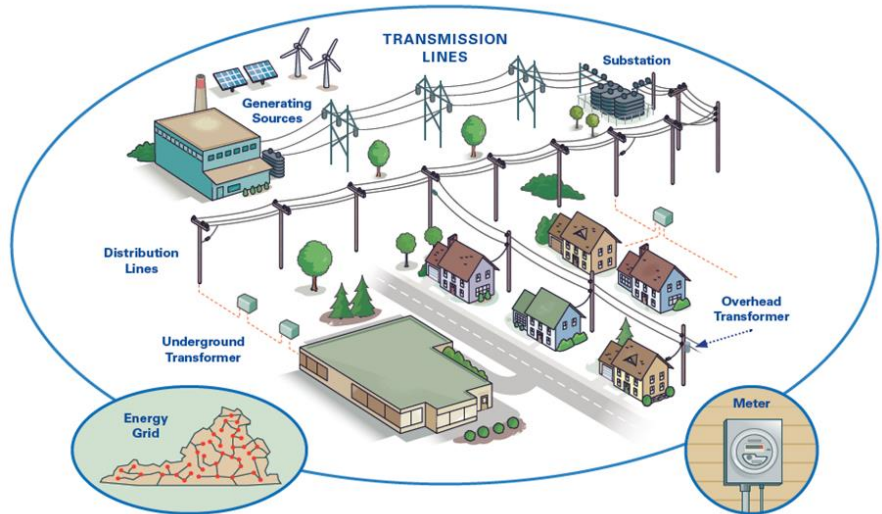 TRANSMISSION
LINES
Substation
Generating
Sources
Distribution
Lines
Underground
Transformer
Overhead
Transformer
Energy
Grid
Meter